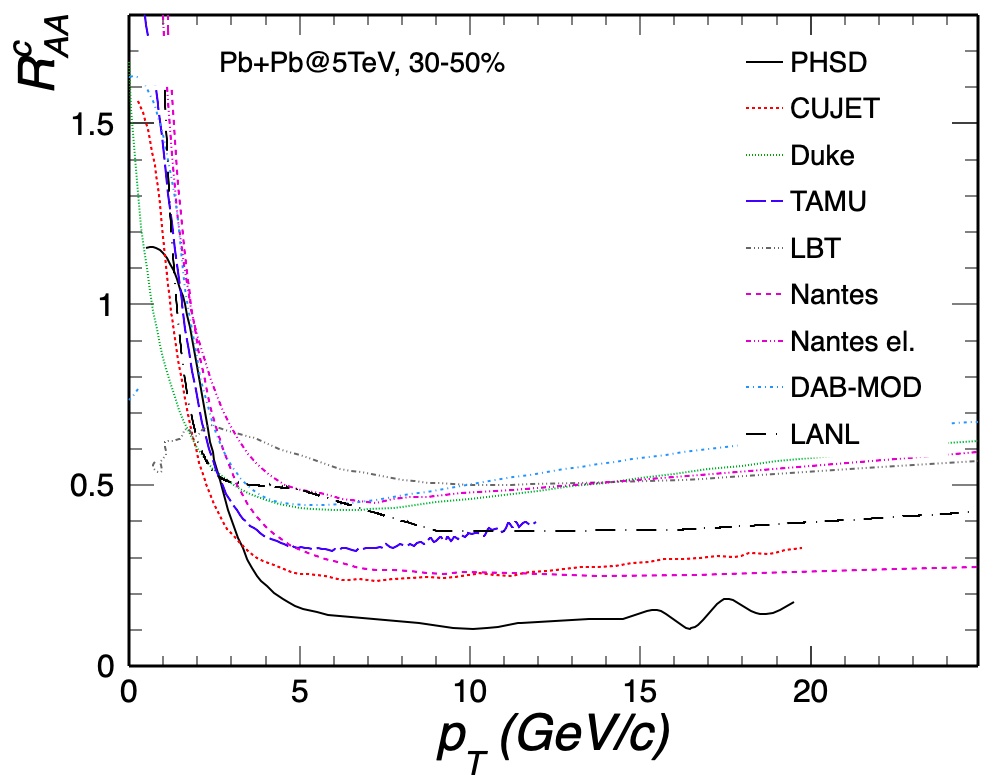 R^c_AA
Pb+Pb@5TeV, 30-50%
PHSD
CUJET
Duke
TAMU
LBT
Nantes
Nantes el.
DAB-MOD
LANL
1.5
1
0.5
0
0 5 10 15 20
p_T (GeV/c)